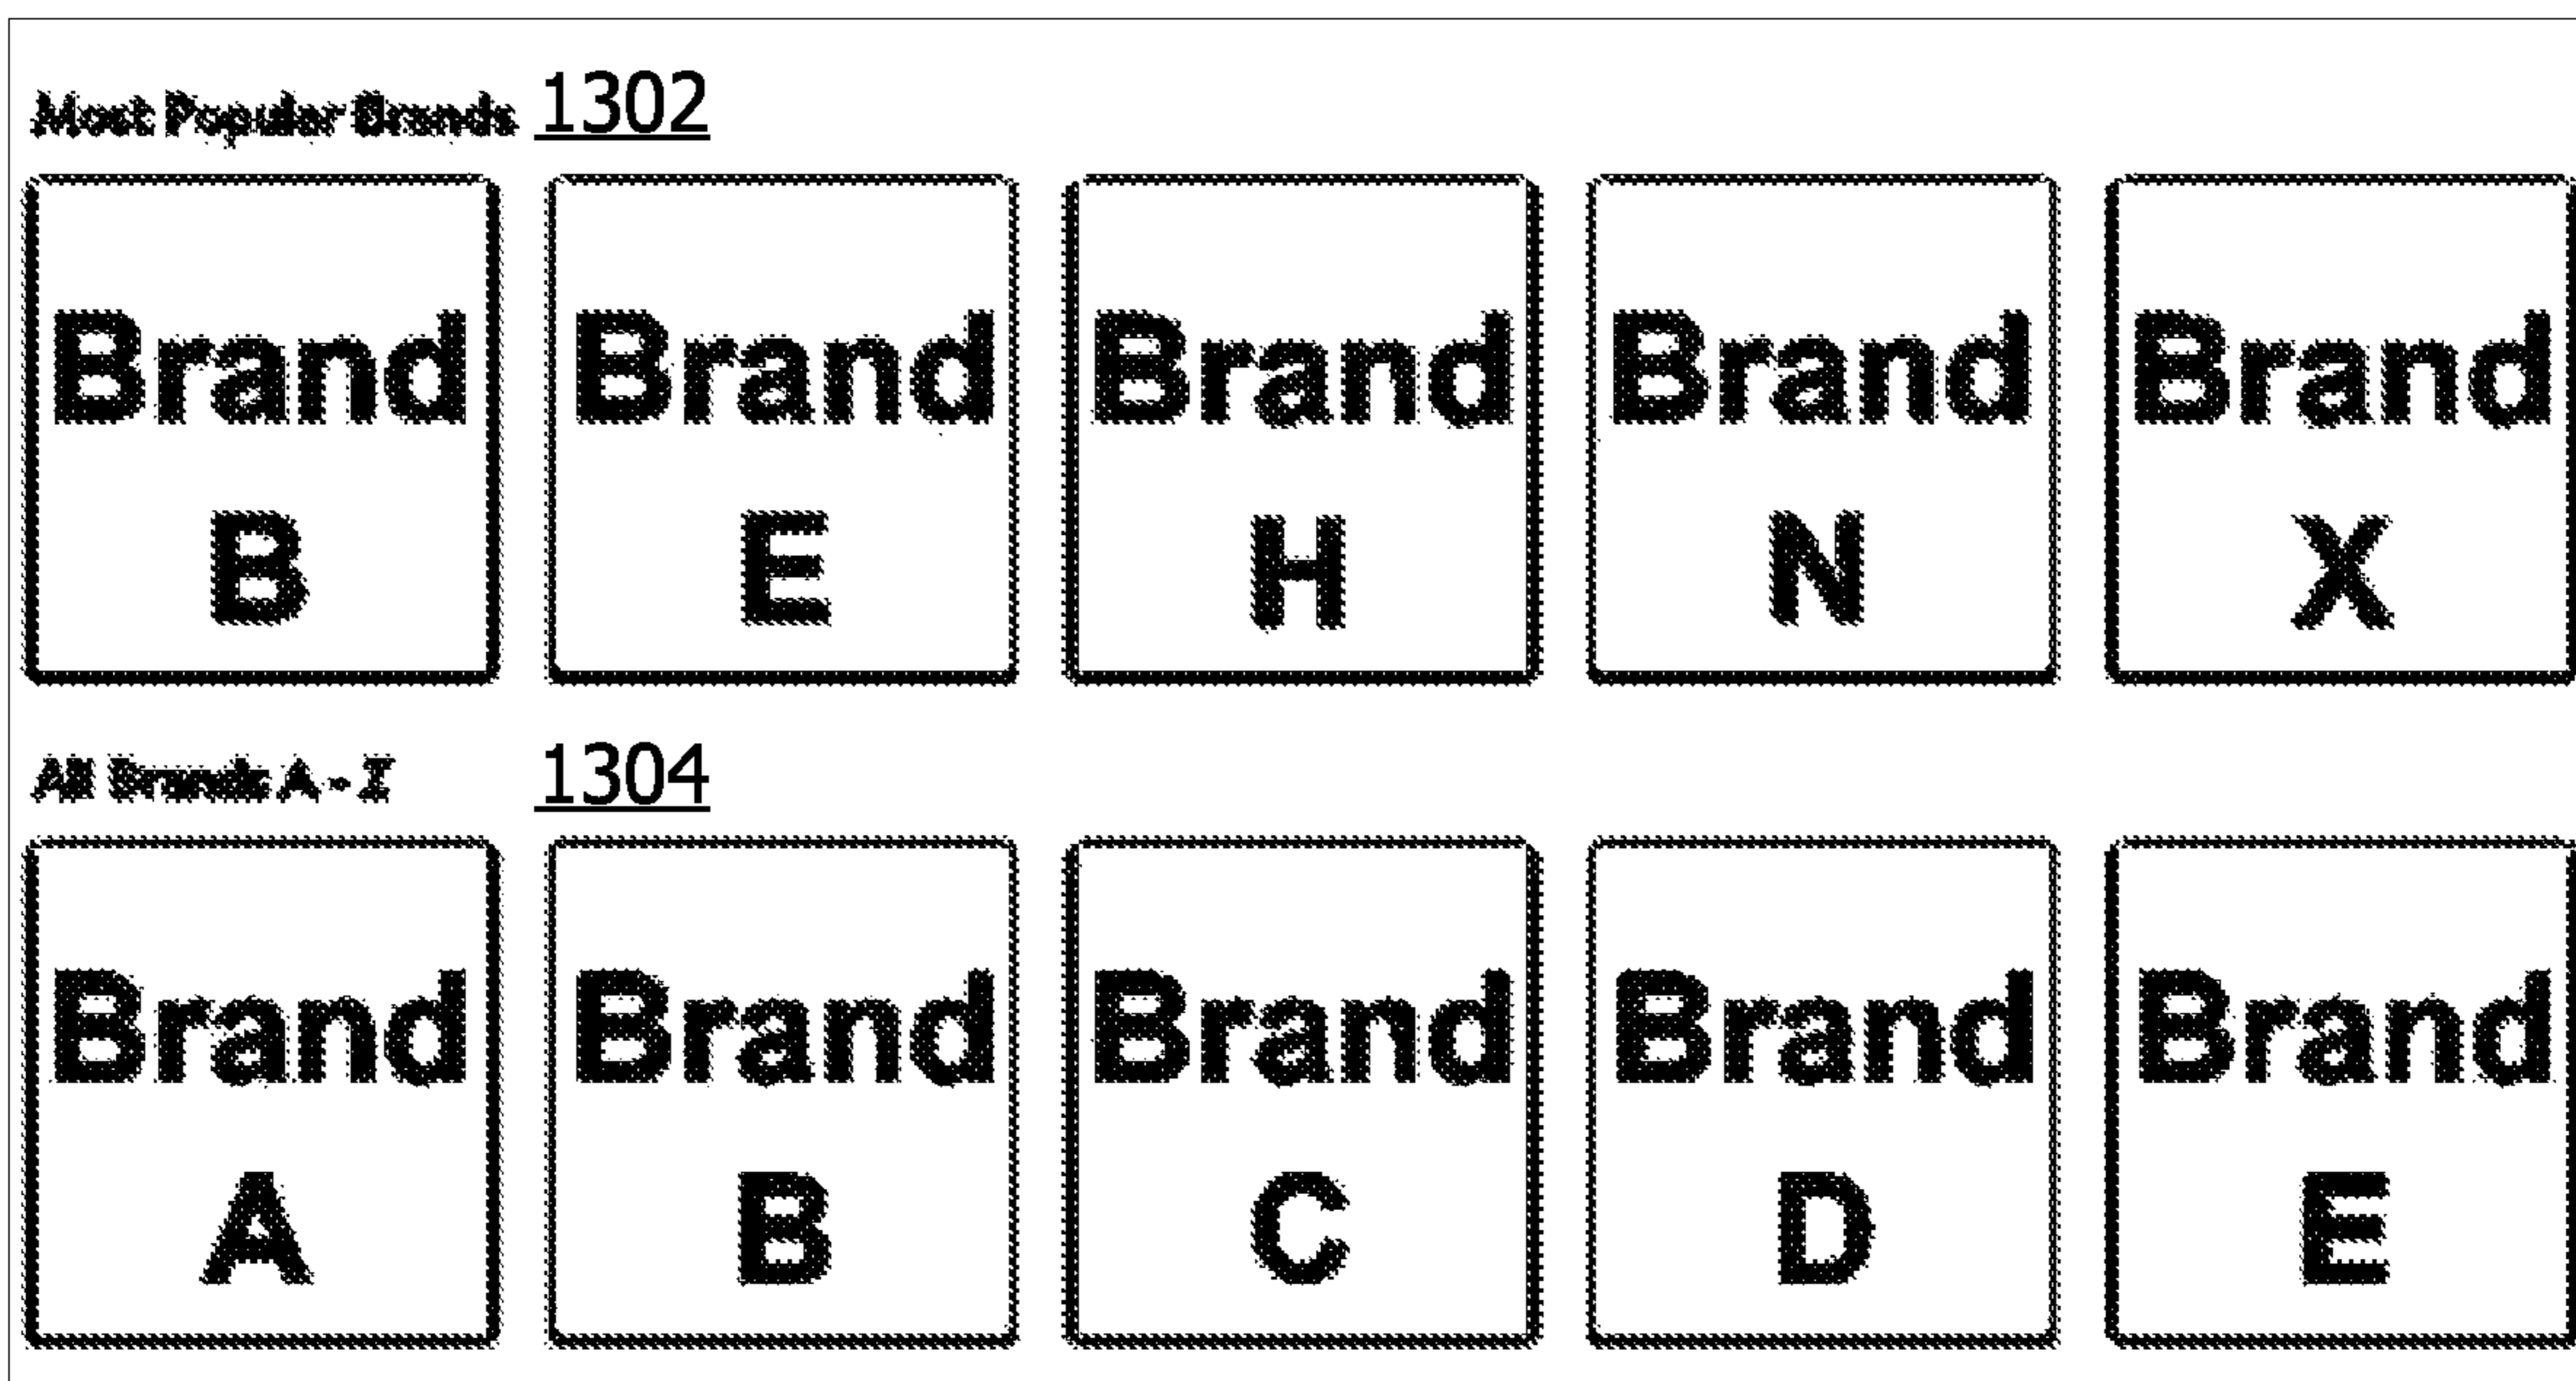 Most Popular Brands 1302
Brand Brand Brand Brand Brand
B E H N X
All Brands A - Z 1304
Brand Brand Brand Brand Brand
A B C D E